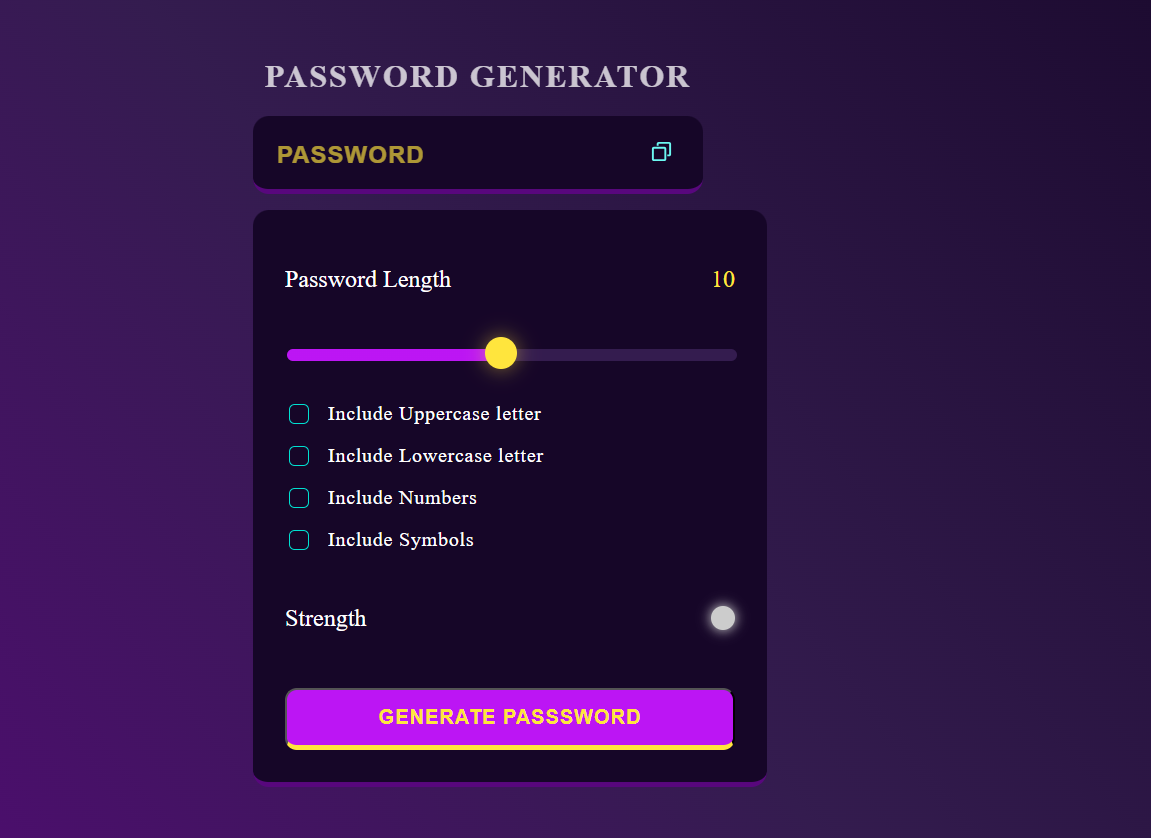 PASSWORD GENERATOR
PASSWORD
Password Length 10
Include Uppercase letter
Include Lowercase letter
Include Numbers
Include Symbols
Strength
GENERATE PASSSWORD